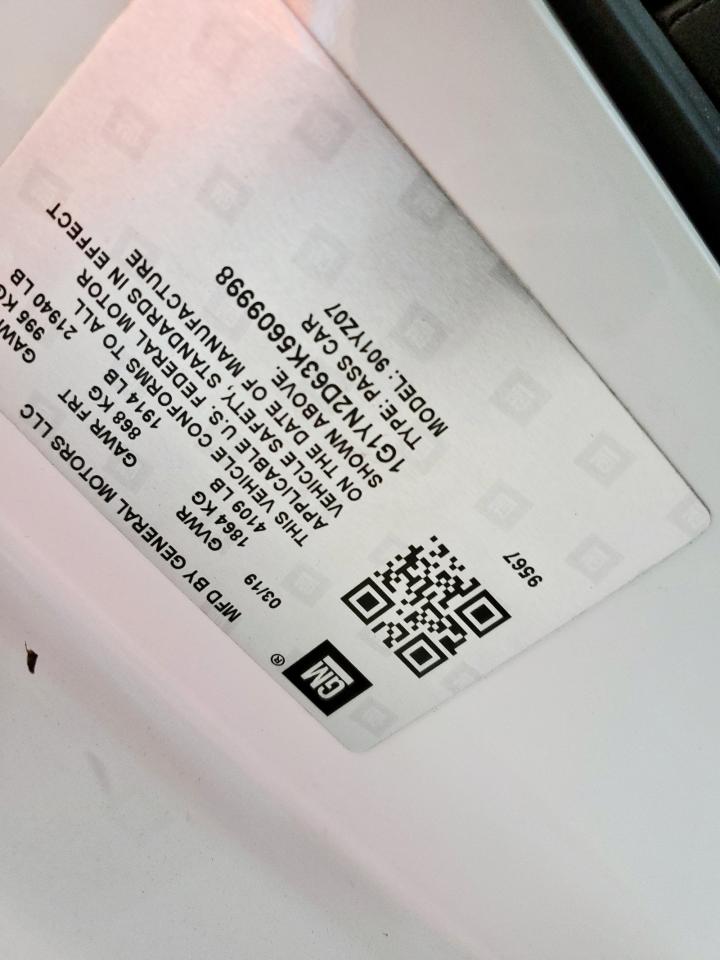 GM ®
MFD BY GENERAL MOTORS LLC
03/19
GVWR GAWR FRT GAWR
1864 KG 868 KG 995 KG
4109 LB 1914 LB 21940 LB
THIS VEHICLE CONFORMS TO ALL
APPLICABLE U.S. FEDERAL MOTOR
VEHICLE SAFETY, STANDARDS IN EFFECT
ON THE DATE OF MANUFACTURE
SHOWN ABOVE.
1G1YN2D63K5609998
TYPE: PASS CAR
MODEL: 901YZ07
9567